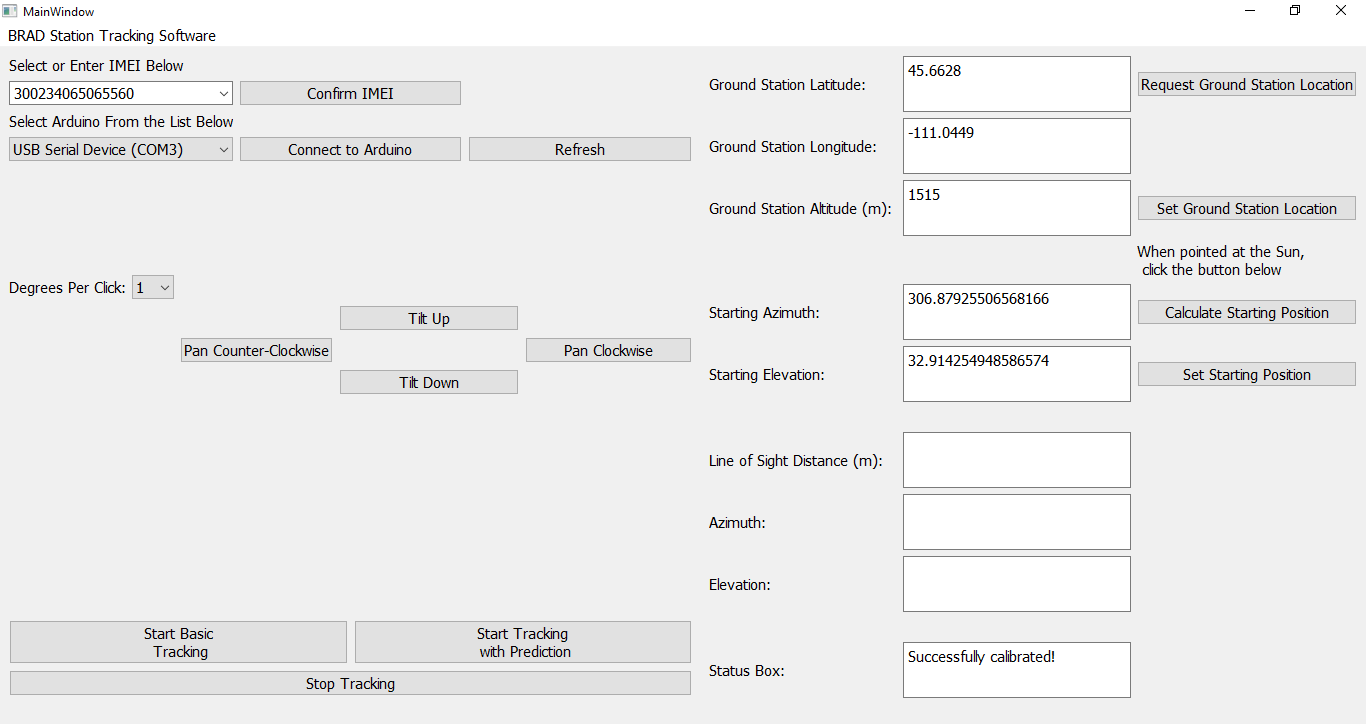 MainWindow
BRAD Station Tracking Software
Select or Enter IMEI Below
300234065065560
Confirm IMEI
Select Arduino From the List Below
USB Serial Device (COM3)
Connect to Arduino
Refresh
Degrees Per Click:
1
Tilt Up
Pan Counter-Clockwise
Pan Clockwise
Tilt Down
Start Basic
Tracking
Start Tracking
with Prediction
Stop Tracking
Ground Station Latitude:
45.6628
Request Ground Station Location
Ground Station Longitude:
-111.0449
Ground Station Altitude (m):
1515
Set Ground Station Location
When pointed at the Sun,
click the button below
Starting Azimuth:
306.87925506568166
Calculate Starting Position
Starting Elevation:
32.914254948586574
Set Starting Position
Line of Sight Distance (m):
Azimuth:
Elevation:
Status Box:
Successfully calibrated!